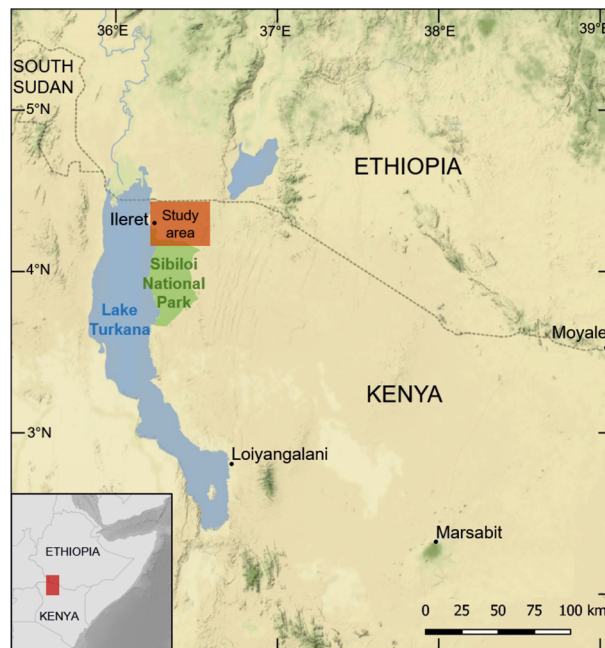 36°E
37°E
38°E
39°E
SOUTH
SUDAN
5°N
ETHIOPIA
Ileret
Study
area
4°N
Sibiloi
National
Park
Lake
Turkana
Moyale
KENYA
3°N
Loiyangalani
Marsabit
ETHIOPIA
KENYA
0 25 50 75 100 km